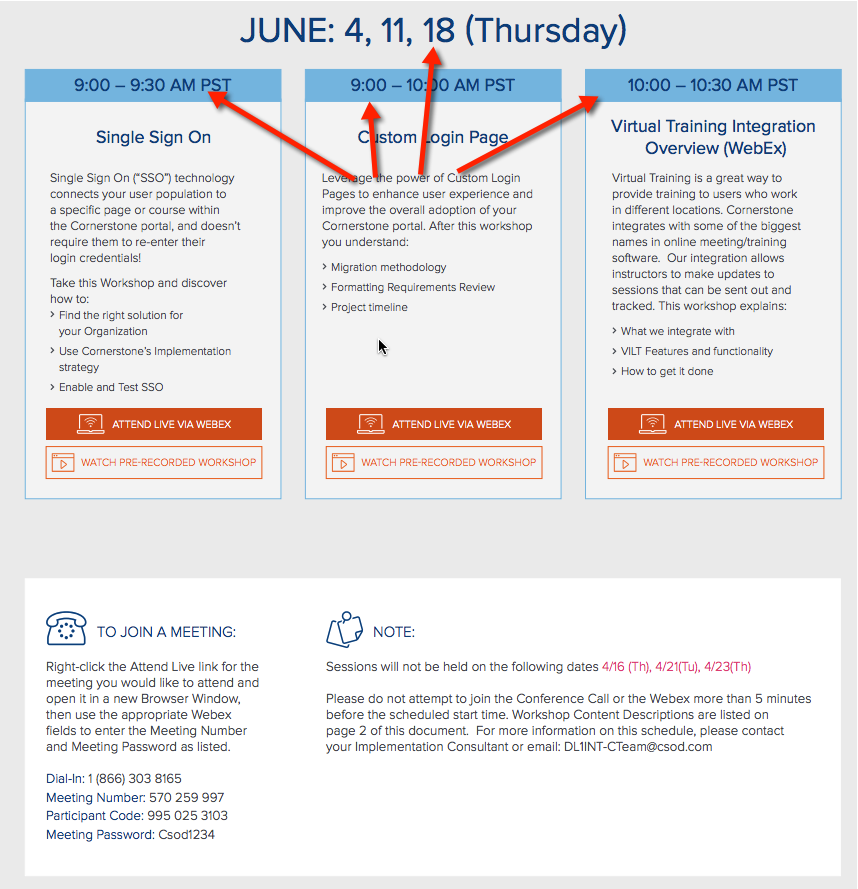 JUNE: 4, 11, 18 (Thursday)
9:00 – 9:30 AM PST
Single Sign On
Single Sign On (“SSO”) technology
connects your user population to
a specific page or course within
the Cornerstone portal, and doesn’t
require them to re-enter their
login credentials!
Take this Workshop and discover
how to:
› Find the right solution for
your Organization
› Use Cornerstone’s Implementation
strategy
› Enable and Test SSO
ATTEND LIVE VIA WEBEX
WATCH PRE-RECORDED WORKSHOP
9:00 – 10:00 AM PST
Custom Login Page
Leverage the power of Custom Login
Pages to enhance user experience and
improve the overall adoption of your
Cornerstone portal. After this workshop
you understand:
› Migration methodology
› Formatting Requirements Review
› Project timeline
ATTEND LIVE VIA WEBEX
WATCH PRE-RECORDED WORKSHOP
10:00 – 10:30 AM PST
Virtual Training Integration
Overview (WebEx)
Virtual Training is a great way to
provide training to users who work
in different locations. Cornerstone
integrates with some of the biggest
names in online meeting/training
software. Our integration allows
instructors to make updates to
sessions that can be sent out and
tracked. This workshop explains:
› What we integrate with
› VILT Features and functionality
› How to get it done
ATTEND LIVE VIA WEBEX
WATCH PRE-RECORDED WORKSHOP
TO JOIN A MEETING:
Right-click the Attend Live link for the
meeting you would like to attend and
open it in a new Browser Window,
then use the appropriate Webex
fields to enter the Meeting Number
and Meeting Password as listed.
Dial-In: 1 (866) 303 8165
Meeting Number: 570 259 997
Participant Code: 995 025 3103
Meeting Password: Csod1234
NOTE:
Sessions will not be held on the following dates 4/16 (Th), 4/21(Tu), 4/23(Th)
Please do not attempt to join the Conference Call or the Webex more than 5 minutes
before the scheduled start time. Workshop Content Descriptions are listed on
page 2 of this document. For more information on this schedule, please contact
your Implementation Consultant or email: DL1INT-CTeam@csod.com